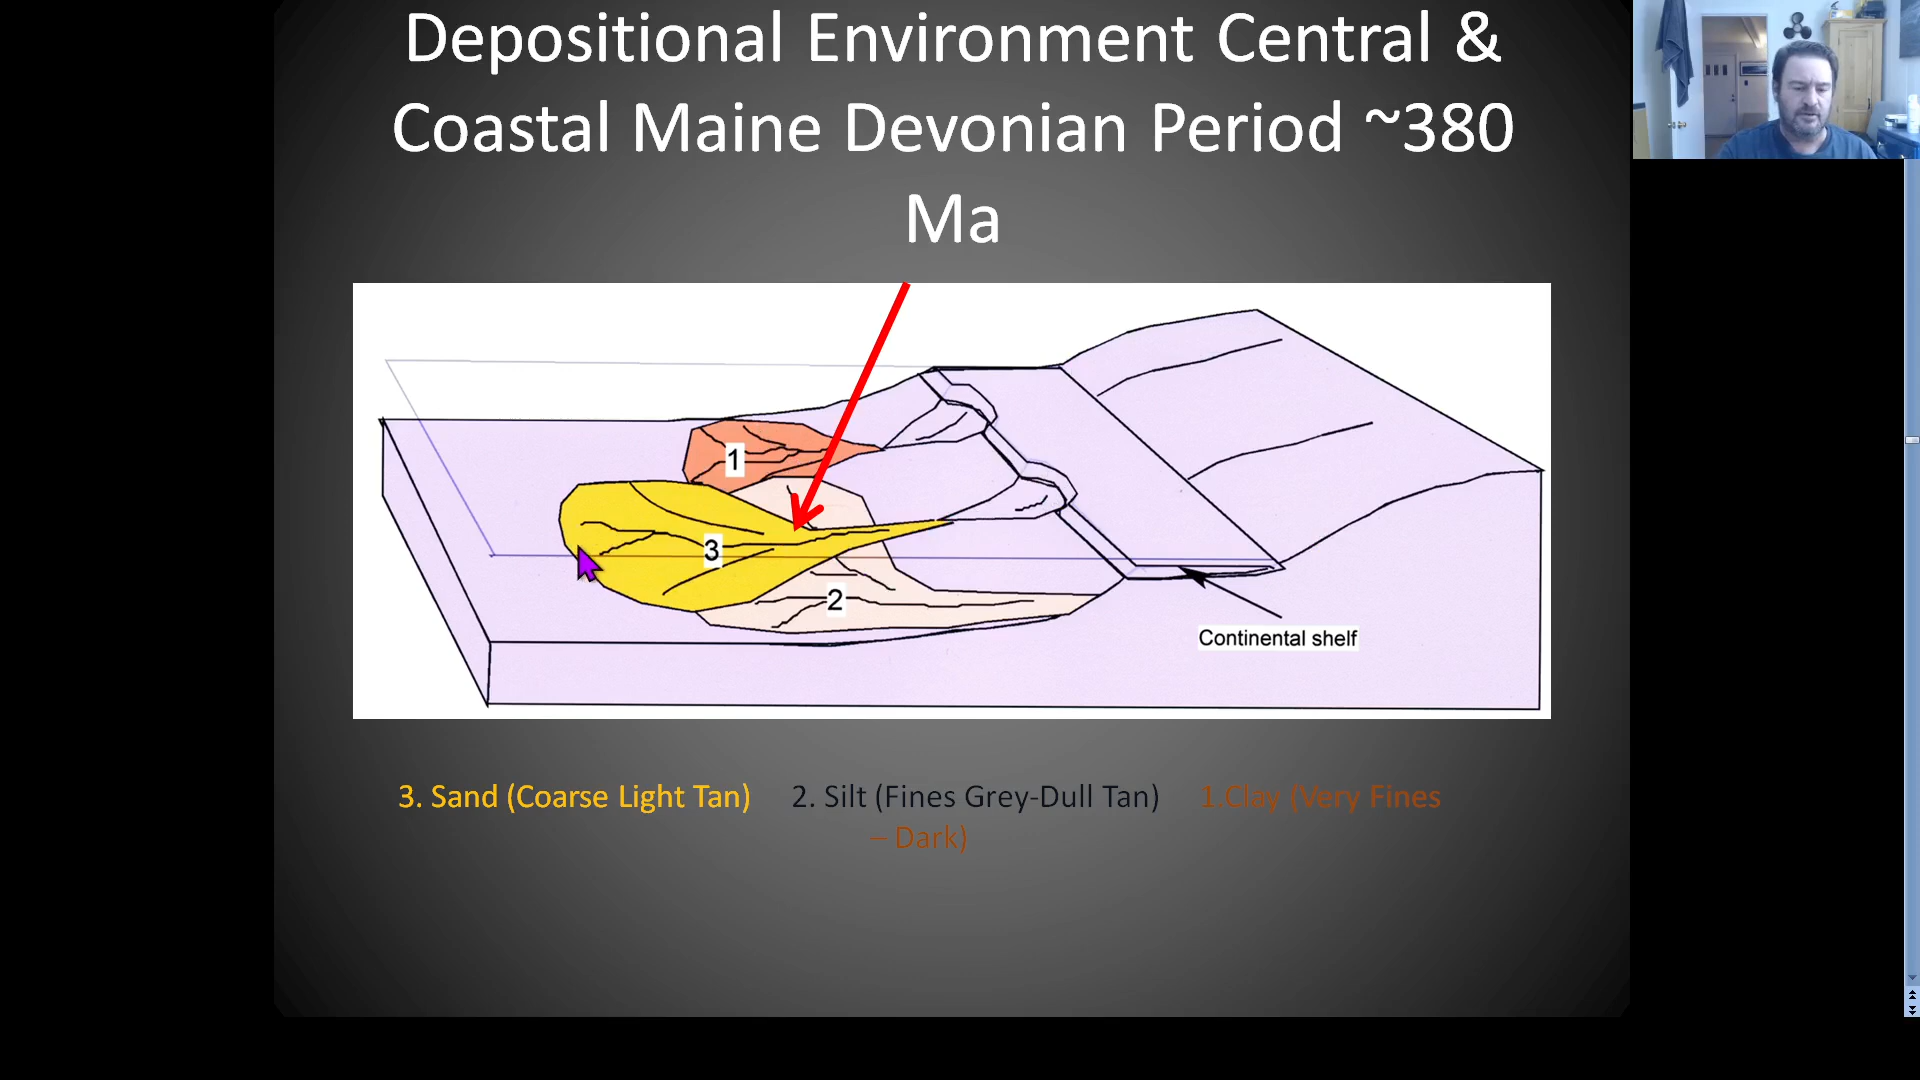 Depositional Environment Central &
Coastal Maine Devonian Period ~380
Ma
1
3
2
Continental shelf
3. Sand (Coarse Light Tan) 2. Silt (Fines Grey-Dull Tan) 1.Clay (Very Fines
– Dark)